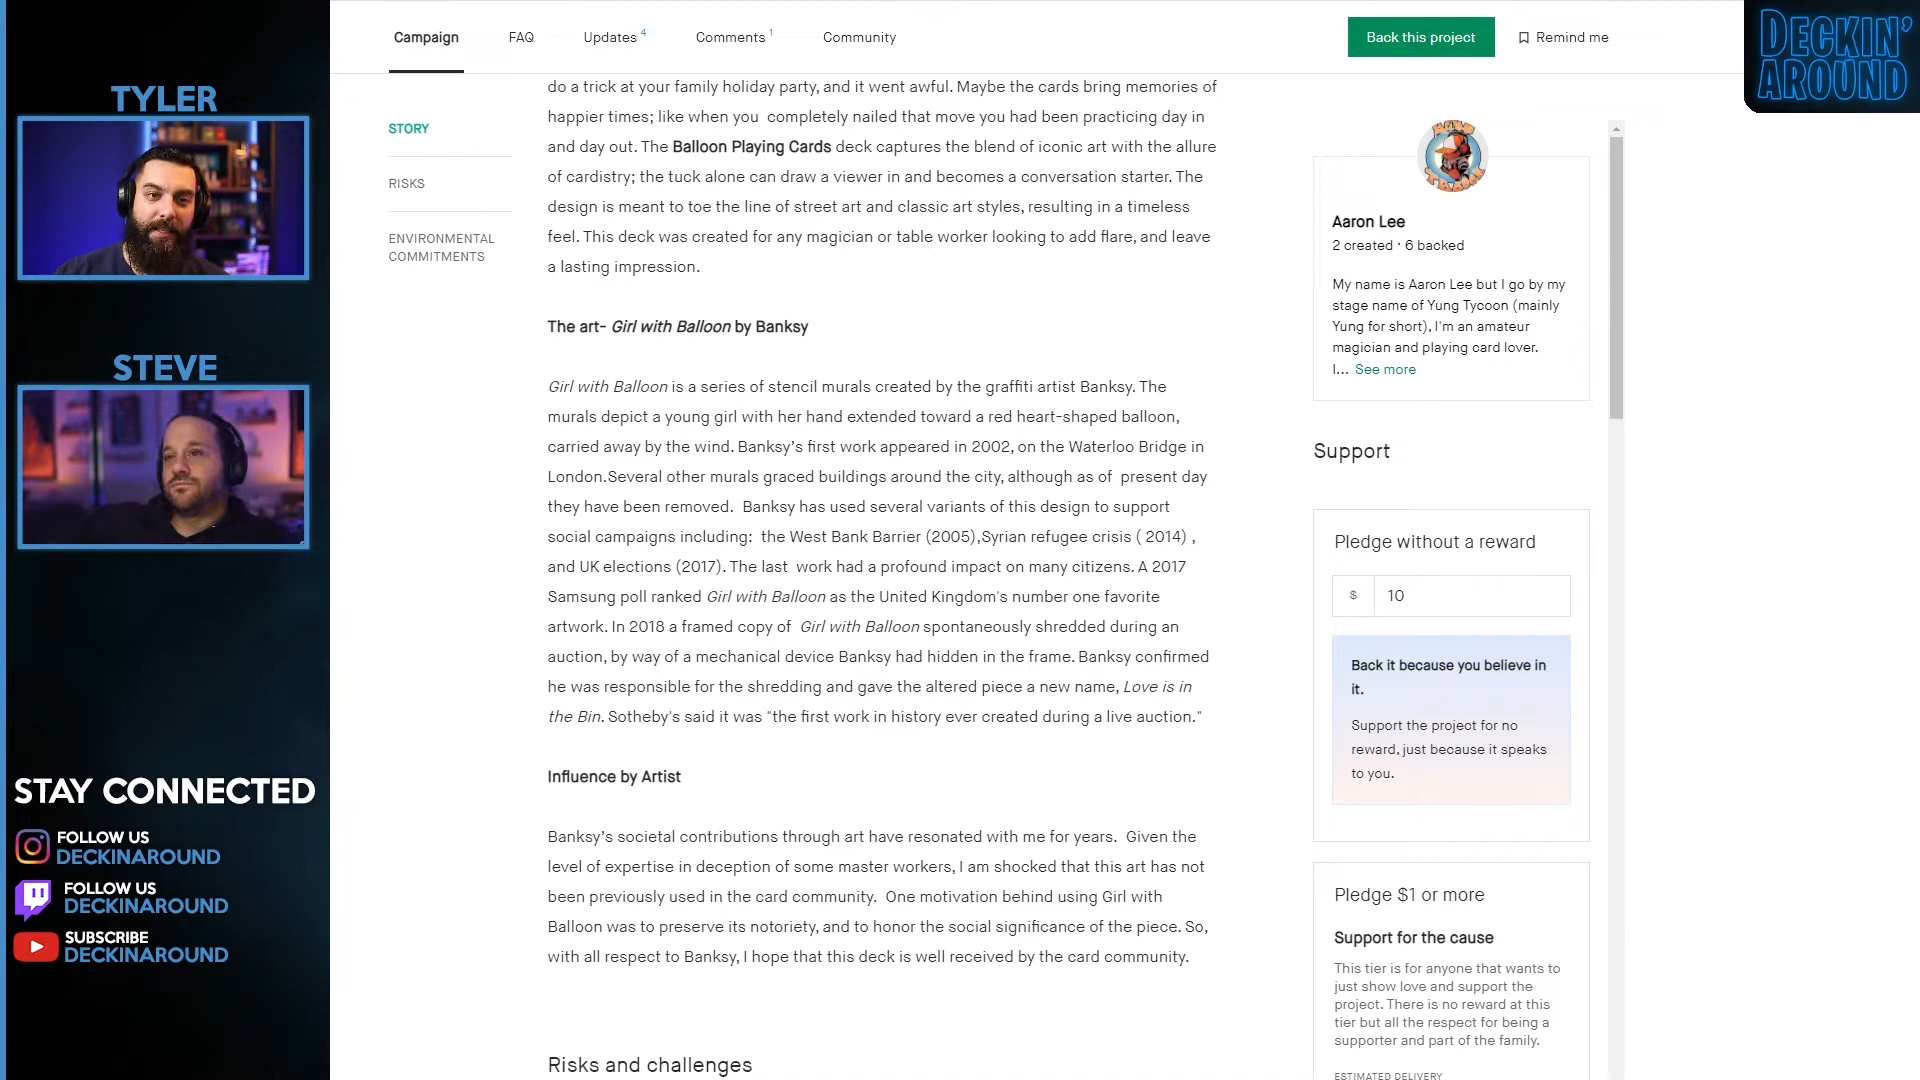 TYLER
STEVE
STAY CONNECTED
FOLLOW US
DECKINAROUND
FOLLOW US
DECKINAROUND
SUBSCRIBE
DECKINAROUND
Campaign
FAQ
Updates 4
Comments 1
Community
Back this project
Remind me
DECKIN'
AROUND
STORY
RISKS
ENVIRONMENTAL
COMMITMENTS
do a trick at your family holiday party, and it went awful. Maybe the cards bring memories of
happier times; like when you  completely nailed that move you had been practicing day in
and day out. The Balloon Playing Cards deck captures the blend of iconic art with the allure
of cardistry; the tuck alone can draw a viewer in and becomes a conversation starter. The
design is meant to toe the line of street art and classic art styles, resulting in a timeless
feel. This deck was created for any magician or table worker looking to add flare, and leave
a lasting impression.
The art- Girl with Balloon by Banksy
Girl with Balloon is a series of stencil murals created by the graffiti artist Banksy. The
murals depict a young girl with her hand extended toward a red heart-shaped balloon,
carried away by the wind. Banksy's first work appeared in 2002, on the Waterloo Bridge in
London.Several other murals graced buildings around the city, although as of  present day
they have been removed.  Banksy has used several variants of this design to support
social campaigns including:  the West Bank Barrier (2005),Syrian refugee crisis ( 2014) ,
and UK elections (2017). The last  work had a profound impact on many citizens. A 2017
Samsung poll ranked Girl with Balloon as the United Kingdom's number one favorite
artwork. In 2018 a framed copy of  Girl with Balloon spontaneously shredded during an
auction, by way of a mechanical device Banksy had hidden in the frame. Banksy confirmed
he was responsible for the shredding and gave the altered piece a new name, Love is in
the Bin. Sotheby's said it was "the first work in history ever created during a live auction."
Influence by Artist
Banksy's societal contributions through art have resonated with me for years.  Given the
level of expertise in deception of some master workers, I am shocked that this art has not
been previously used in the card community.  One motivation behind using Girl with
Balloon was to preserve its notoriety, and to honor the social significance of the piece. So,
with all respect to Banksy, I hope that this deck is well received by the card community.
Risks and challenges
Aaron Lee
2 created · 6 backed
My name is Aaron Lee but I go by my
stage name of Yung Tycoon (mainly
Yung for short), I'm an amateur
magician and playing card lover.
I... See more
Support
Pledge without a reward
$ 10
Back it because you believe in
it.
Support the project for no
reward, just because it speaks
to you.
Pledge $1 or more
Support for the cause
This tier is for anyone that wants to
just show love and support the
project. There is no reward at this
tier but all the respect for being a
supporter and part of the family.
ESTIMATED DELIVERY